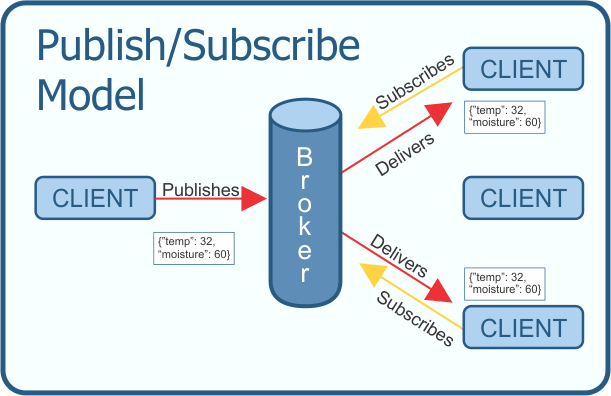 Publish/Subscribe
Model
CLIENT
Publishes
{"temp": 32,
"moisture": 60}
Broker
Subscribes
Delivers
CLIENT
{"temp": 32,
"moisture": 60}
CLIENT
Delivers
Subscribes
{"temp": 32,
"moisture": 60}
CLIENT